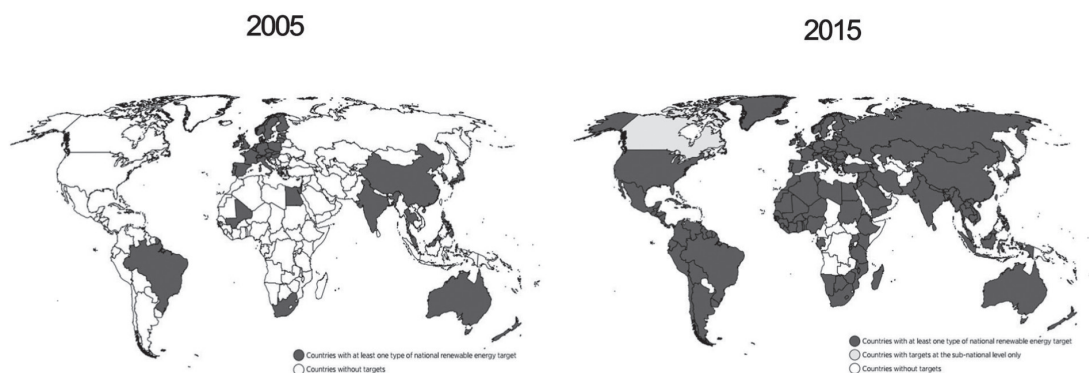 2005
2015
Countries with at least one type of national renewable energy target
Countries without targets
Countries with at least one type of national renewable energy target
Countries with targets at the sub-national level only
Countries without targets